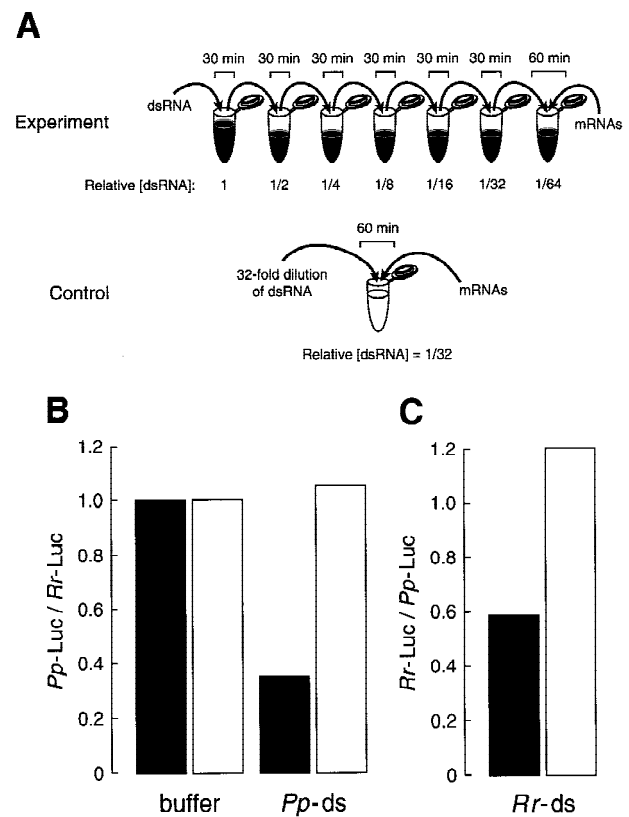 A
30 min 30 min 30 min 30 min 30 min 30 min 60 min
dsRNA
Experiment
mRNAs
Relative [dsRNA]: 1 1/2 1/4 1/8 1/16 1/32 1/64
60 min
32-fold dilution
of dsRNA
mRNAs
Control
Relative [dsRNA] = 1/32
B
Pp-Luc / Rr-Luc
1.2
1.0
0.8
0.6
0.4
0.2
0
buffer Pp-ds
C
Rr-Luc / Pp-Luc
1.2
1.0
0.8
0.6
0.4
0.2
0
Rr-ds